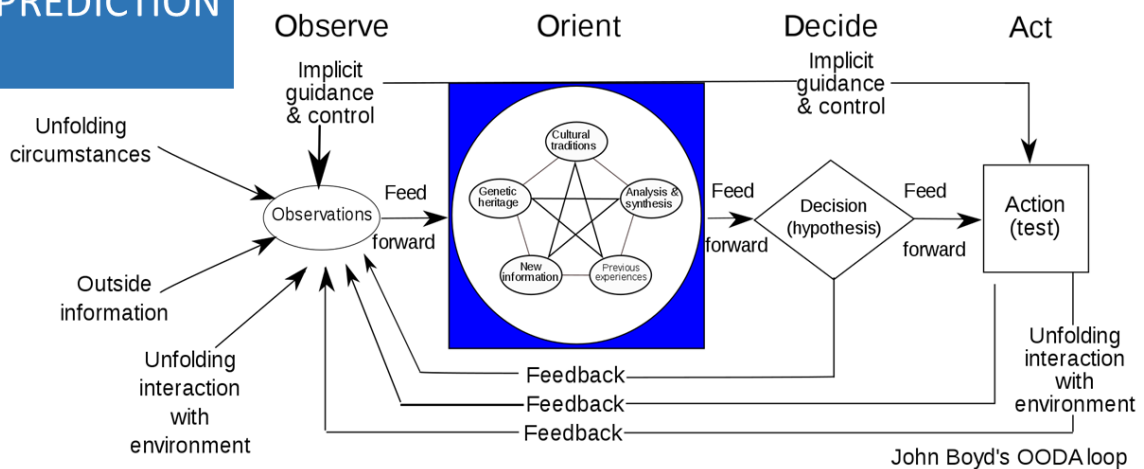 PREDICTION
Observe
Orient
Decide
Act
Implicit
guidance
& control
Implicit
guidance
& control
Unfolding
circumstances
Observations
Outside
information
Unfolding
interaction
with
environment
Feed
forward
Cultural
traditions
Genetic
heritage
Analysis &
synthesis
New
information
Previous
experiences
Feed
forward
Decision
(hypothesis)
Feed
forward
Action
(test)
Unfolding
interaction
with
environment
Feedback
Feedback
Feedback
John Boyd's OODA loop